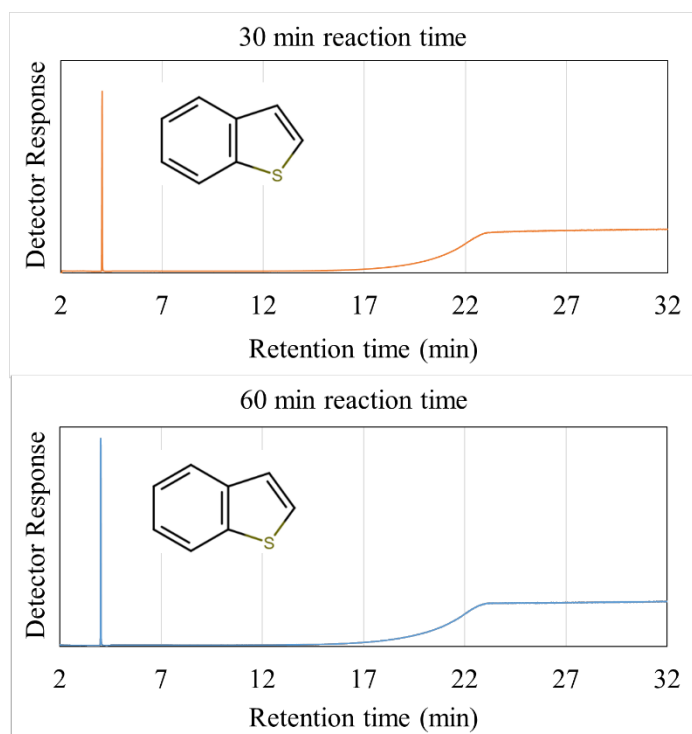 30 min reaction time
Detector Response
S
2 7 12 17 22 27 32
Retention time (min)
60 min reaction time
Detector Response
S
2 7 12 17 22 27 32
Retention time (min)